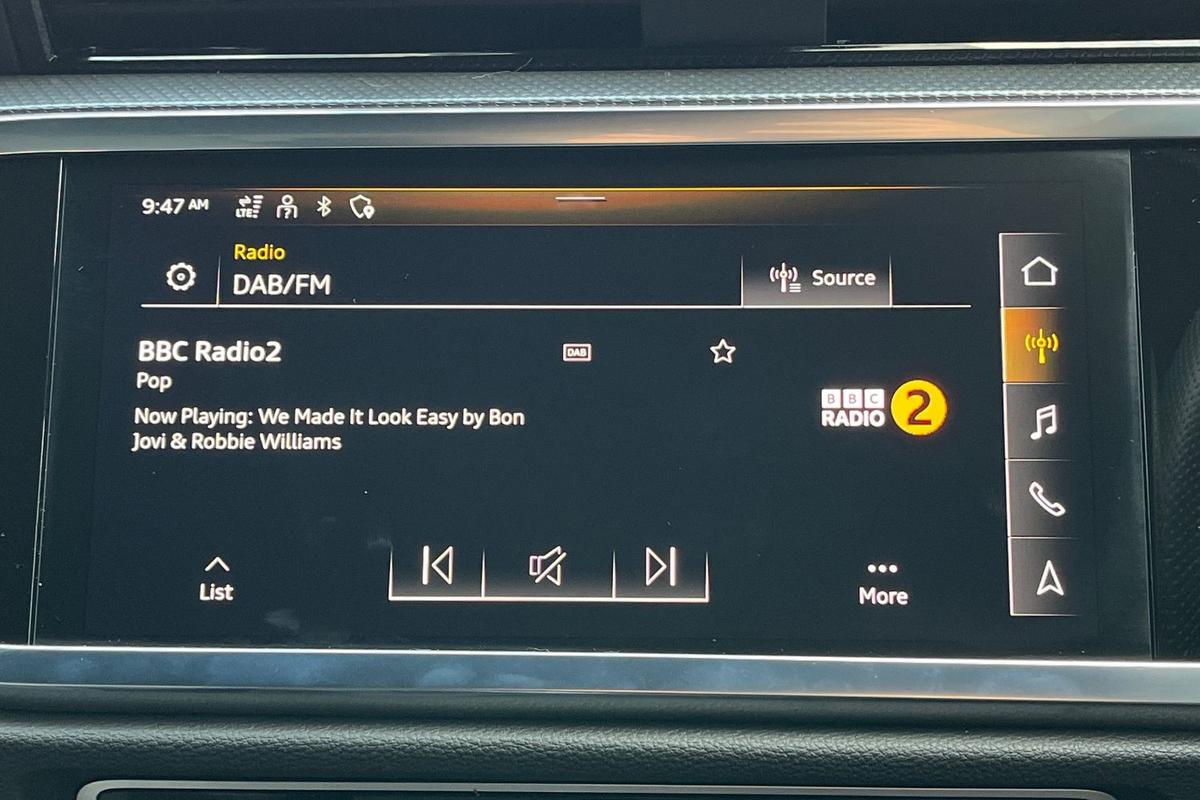 9:47 AM
LTE
Radio
DAB/FM
Source
BBC Radio2
DAB
Pop
Now Playing: We Made It Look Easy by Bon
Jovi & Robbie Williams
BBC
RADIO 2
List
More